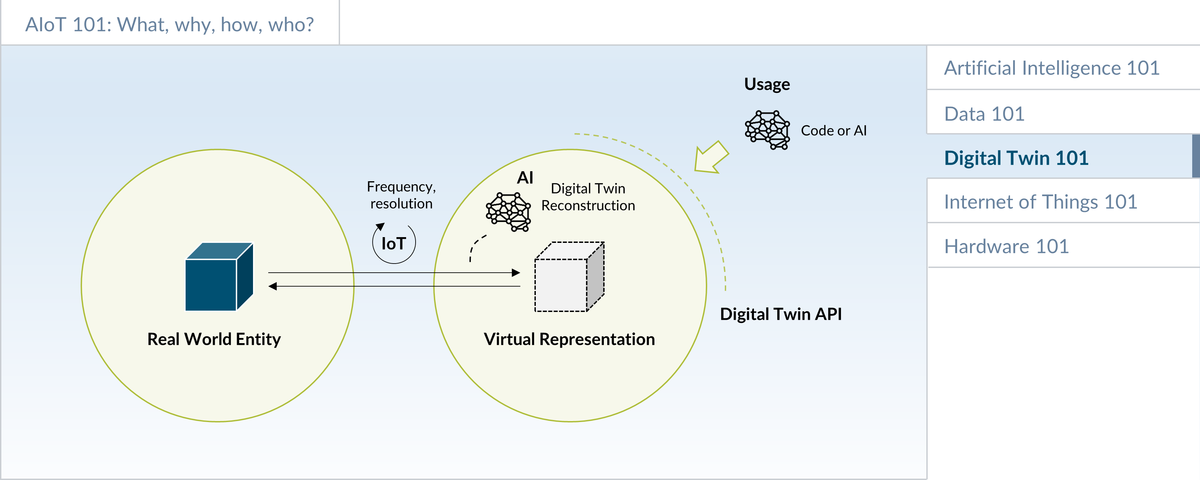 AIoT 101: What, why, how, who?
Artificial Intelligence 101
Data 101
Digital Twin 101
Internet of Things 101
Hardware 101
Usage
Code or AI
AI
Digital Twin
Reconstruction
Frequency,
resolution
IoT
Real World Entity
Virtual Representation
Digital Twin API